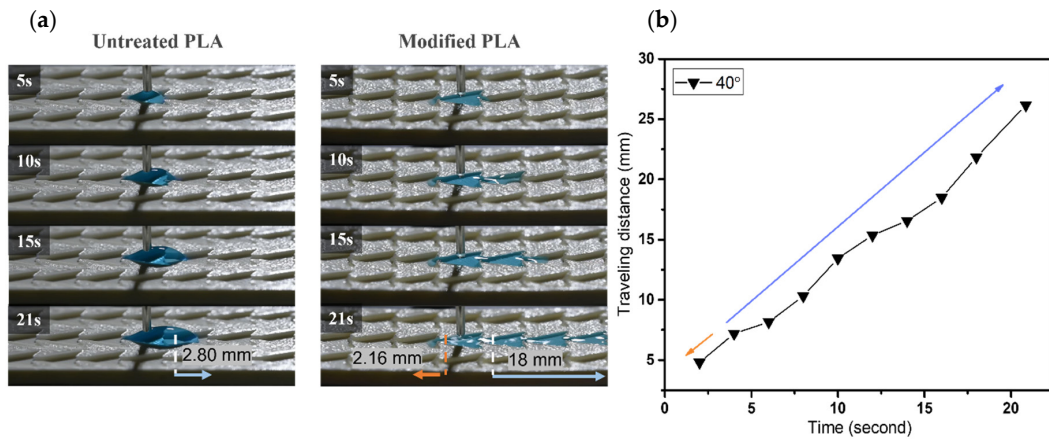 (a)
Untreated PLA
5s
10s
15s
21s
2.80 mm
Modified PLA
5s
10s
15s
21s
2.16 mm
18 mm
(b)
40°
Traveling distance (mm)
30
25
20
15
10
5
0
5
10
15
20
Time (second)